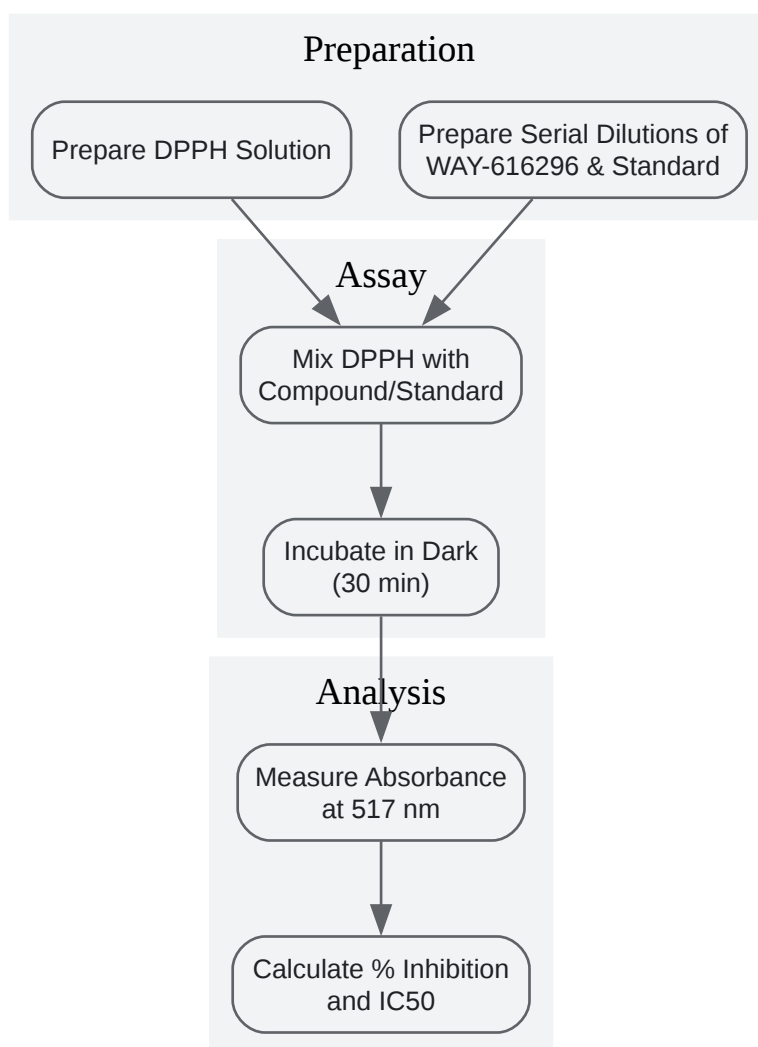 Preparation
Prepare DPPH Solution
Prepare Serial Dilutions of
WAY-616296 & Standard
Assay
Mix DPPH with
Compound/Standard
Incubate in Dark
(30 min)
Analysis
Measure Absorbance
at 517 nm
Calculate % Inhibition
and IC50